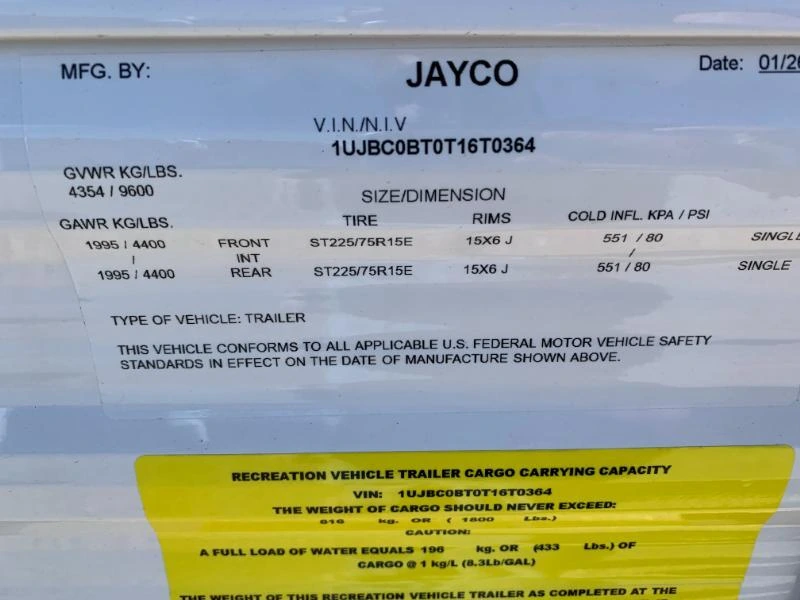 MFG. BY: JAYCO Date: 01/26
V.I.N./N.I.V
1UJBC0BT0T16T0364
GVWR KG/LBS.
4354 / 9600
SIZE/DIMENSION
GAWR KG/LBS. TIRE RIMS COLD INFL. KPA / PSI
1995 / 4400 FRONT ST225/75R15E 15X6 J 551 / 80 SINGLE
/ INT /
1995 / 4400 REAR ST225/75R15E 15X6 J 551 / 80 SINGLE
TYPE OF VEHICLE: TRAILER
THIS VEHICLE CONFORMS TO ALL APPLICABLE U.S. FEDERAL MOTOR VEHICLE SAFETY
STANDARDS IN EFFECT ON THE DATE OF MANUFACTURE SHOWN ABOVE.
RECREATION VEHICLE TRAILER CARGO CARRYING CAPACITY
VIN: 1UJBC0BT0T16T0364
THE WEIGHT OF CARGO SHOULD NEVER EXCEED:
816 kg. OR ( 1800 Lbs.)
CAUTION:
A FULL LOAD OF WATER EQUALS 196 kg. OR (433 Lbs.) OF
CARGO @ 1 kg/L (8.3Lb/GAL)
THE WEIGHT OF THIS RECREATION VEHICLE TRAILER AS COMPLETED AT THE